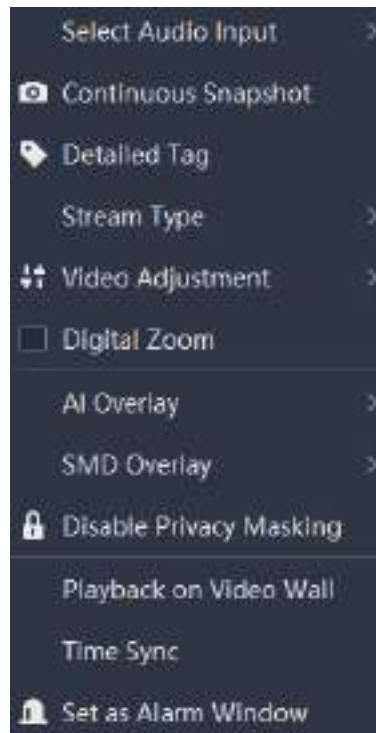 Select Audio Input
Continuous Snapshot
Detailed Tag
Stream Type
Video Adjustment
Digital Zoom
AI Overlay
SMD Overlay
Disable Privacy Masking
Playback on Video Wall
Time Sync
Set as Alarm Window